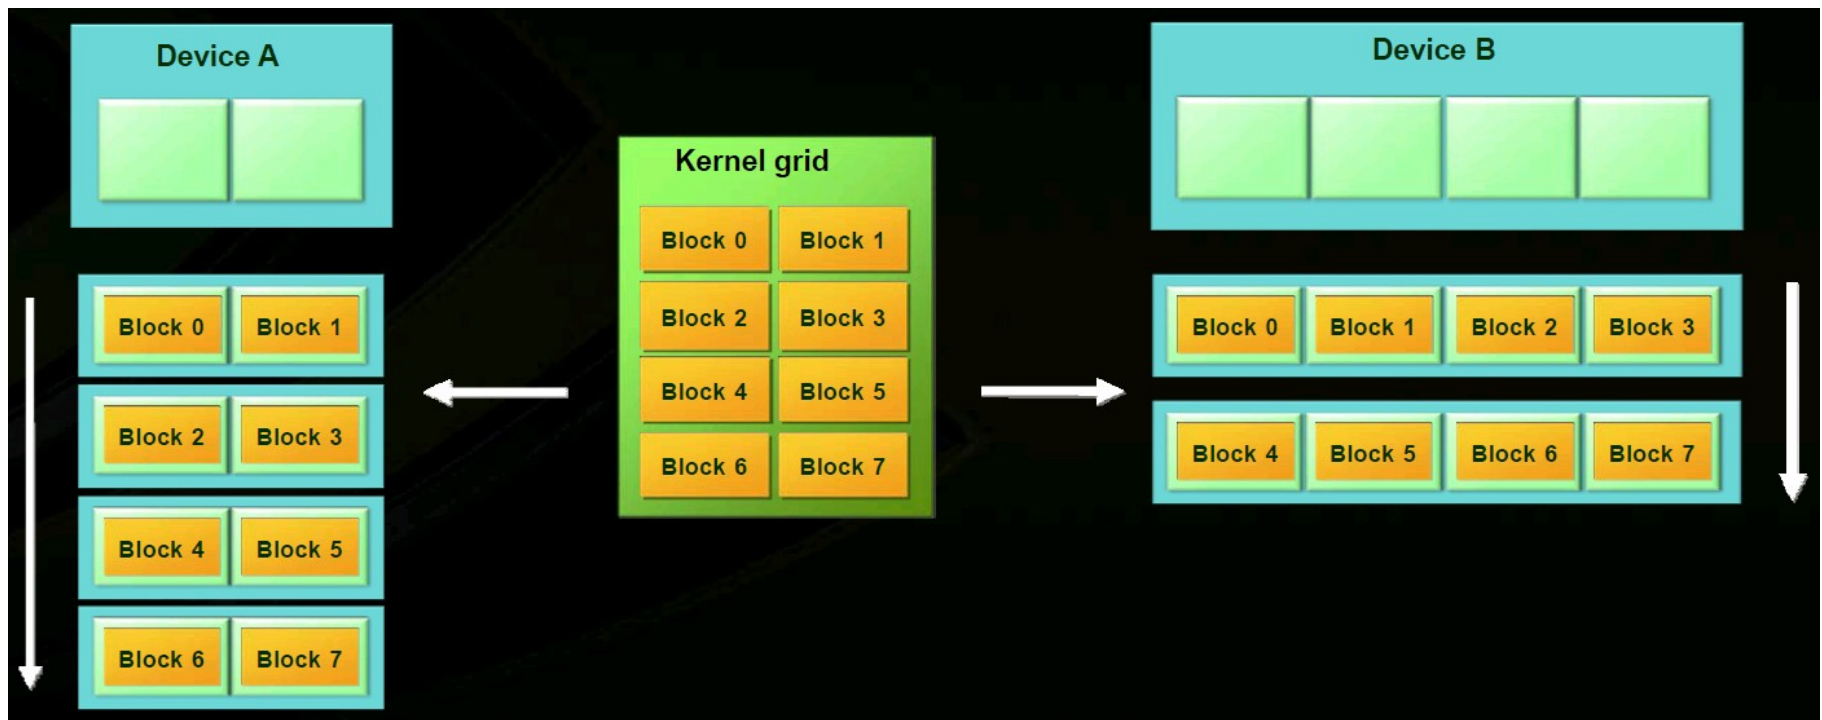 Device A
Block 0 Block 1
Block 2 Block 3
Block 4 Block 5
Block 6 Block 7
Kernel grid
Block 0 Block 1
Block 2 Block 3
Block 4 Block 5
Block 6 Block 7
Device B
Block 0 Block 1 Block 2 Block 3
Block 4 Block 5 Block 6 Block 7